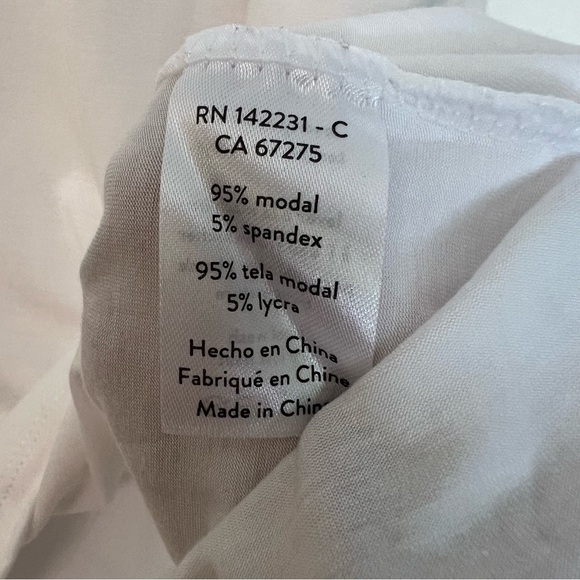 RN 142231 - C
CA 67275
95% modal
5% spandex
95% tela modal
5% lycra
Hecho en China
Fabriqué en Chine
Made in China